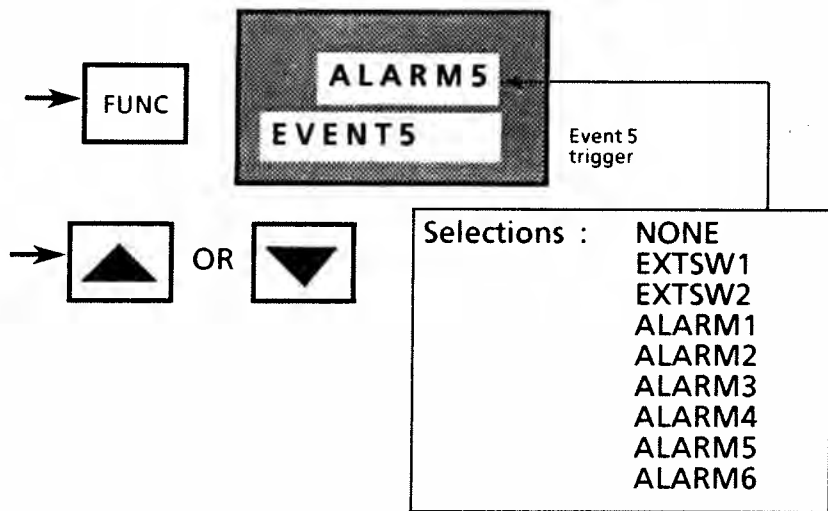 FUNC
ALARM5
EVENT5
Event 5
trigger
OR
Selections : NONE
EXTSW1
EXTSW2
ALARM1
ALARM2
ALARM3
ALARM4
ALARM5
ALARM6